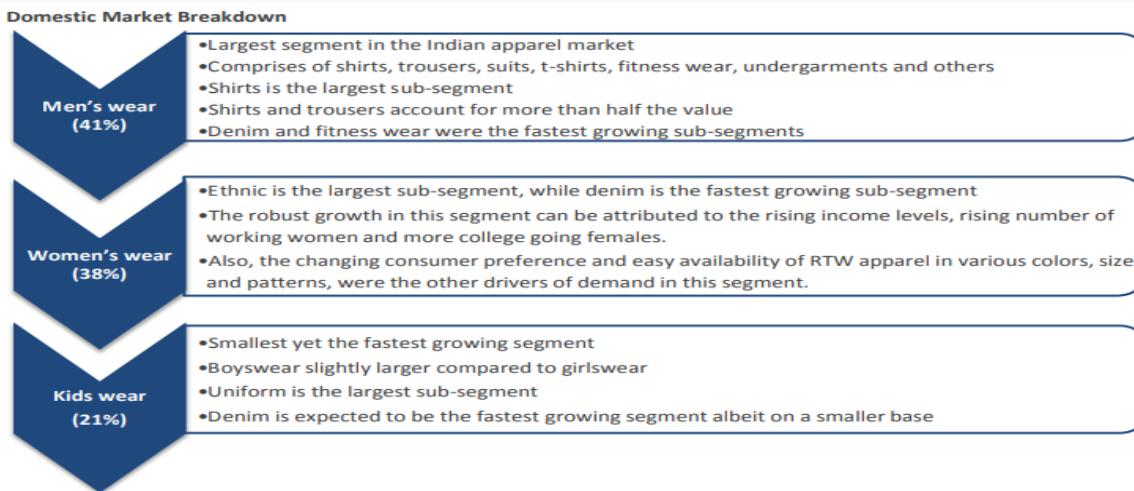 Domestic Market Breakdown
Men's wear
(41%)
•Largest segment in the Indian apparel market
•Comprises of shirts, trousers, suits, t-shirts, fitness wear, undergarments and others
•Shirts is the largest sub-segment
•Shirts and trousers account for more than half the value
•Denim and fitness wear were the fastest growing sub-segments
Women's wear
(38%)
•Ethnic is the largest sub-segment, while denim is the fastest growing sub-segment
•The robust growth in this segment can be attributed to the rising income levels, rising number of
working women and more college going females.
•Also, the changing consumer preference and easy availability of RTW apparel in various colors, size
and patterns, were the other drivers of demand in this segment.
Kids wear
(21%)
•Smallest yet the fastest growing segment
•Boyswear slightly larger compared to girlswear
•Uniform is the largest sub-segment
•Denim is expected to be the fastest growing segment albeit on a smaller base